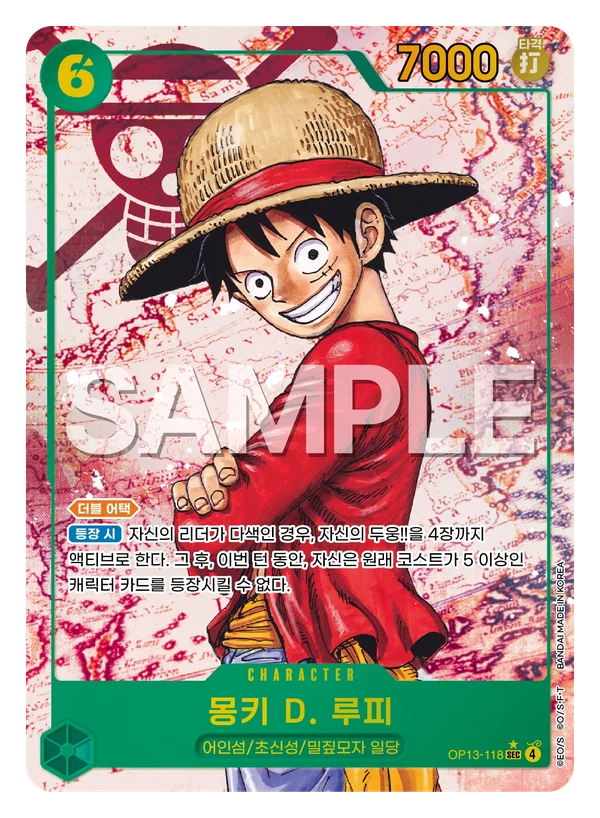 6
7000
타격
打
SAMPLE
더블 어택
등장 시 자신의 리더가 다색인 경우, 자신의 두웅!!을 4장까지
액티브로 한다. 그 후, 이번 턴 동안, 자신은 원래 코스트가 5 이상인
캐릭터 카드를 등장시킬 수 없다.
CHARACTER
몽키 D. 루피
어인섬/초신성/밀짚모자 일당
OP13-118 SEC 4
©EO/S ©O/S·F·T BANDAI MADE IN KOREA